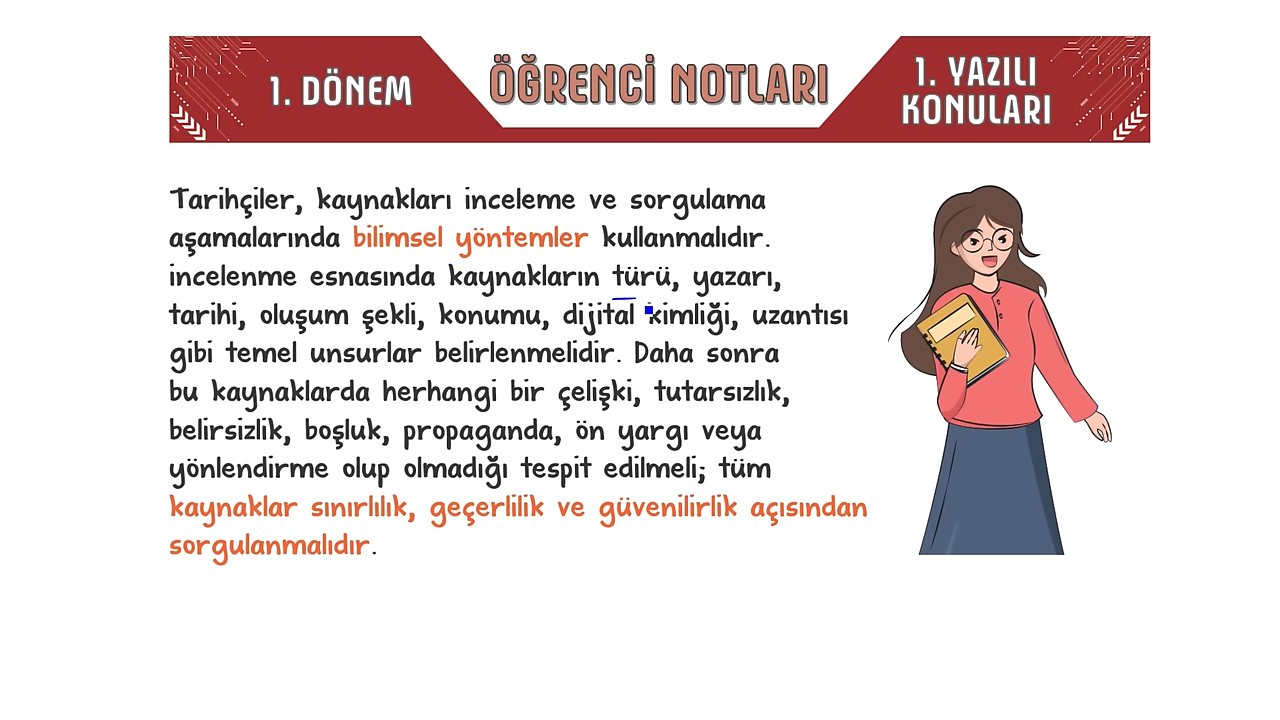 1. DÖNEM
ÖĞRENCİ NOTLARI
1. YAZILI
KONULARI
Tarihçiler, kaynakları inceleme ve sorgulama
aşamalarında bilimsel yöntemler kullanmalıdır.
incelenme esnasında kaynakların türü, yazarı,
tarihi, oluşum şekli, konumu, dijital kimliği, uzantısı
gibi temel unsurlar belirlenmelidir. Daha sonra
bu kaynaklarda herhangi bir çelişki, tutarsızlık,
belirsizlik, boşluk, propaganda, ön yargı veya
yönlendirme olup olmadığı tespit edilmeli; tüm
kaynaklar sınırlılık, geçerlilik ve güvenilirlik açısından
sorgulanmalıdır.